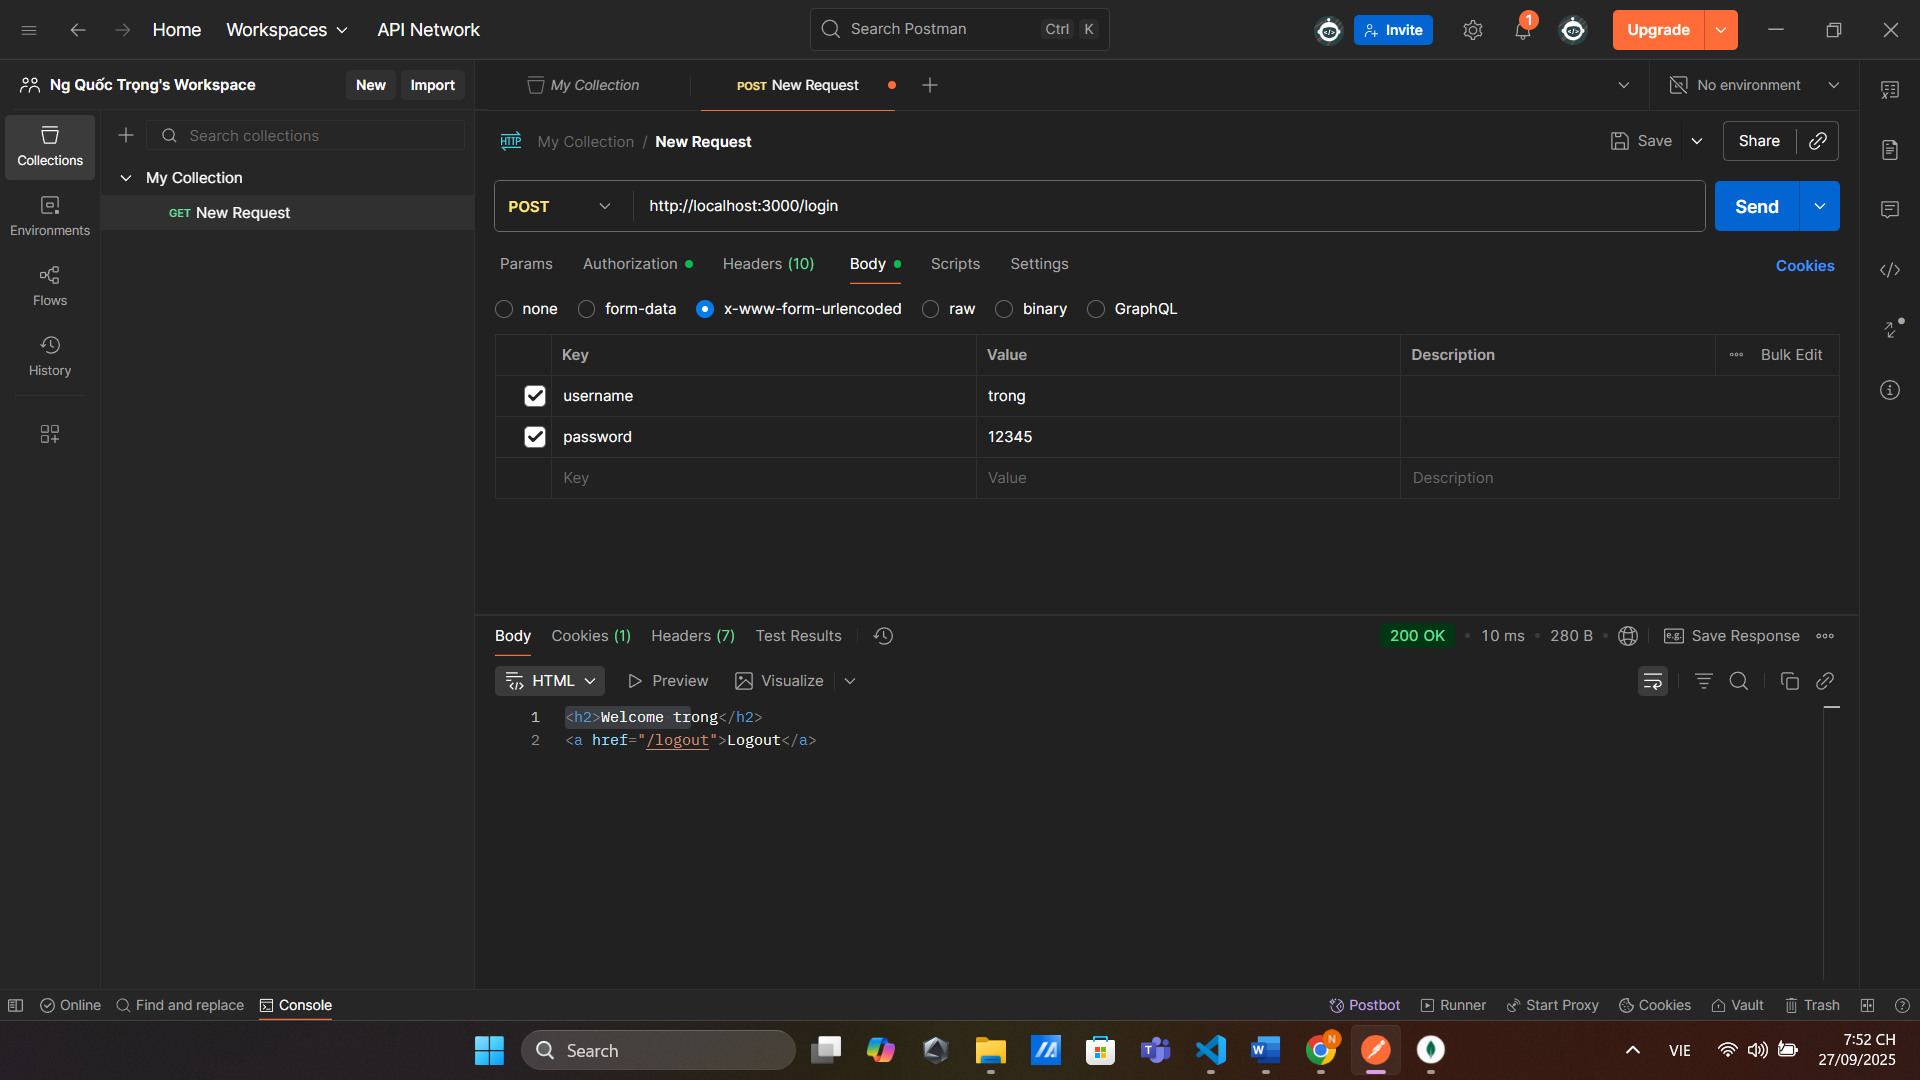 Home Workspaces API Network Search Postman Ctrl K Invite 1 Upgrade
Ng Quốc Trọng's Workspace New Import My Collection POST New Request No environment
Collections
Search collections
HTTP My Collection / New Request Save Share
My Collection
GET New Request
POST http://localhost:3000/login Send
Environments
Params Authorization Headers (10) Body Scripts Settings Cookies
Flows
none form-data x-www-form-urlencoded raw binary GraphQL
Key Value Description Bulk Edit
History
username trong
password 12345
Key Value Description
Body Cookies (1) Headers (7) Test Results 200 OK 10 ms 280 B e.g. Save Response
HTML Preview Visualize
1 <h2>Welcome trong</h2>
2 <a href="/logout">Logout</a>
Online Find and replace Console Postbot Runner Start Proxy Cookies Vault Trash
Search VIE 7:52 CH
27/09/2025